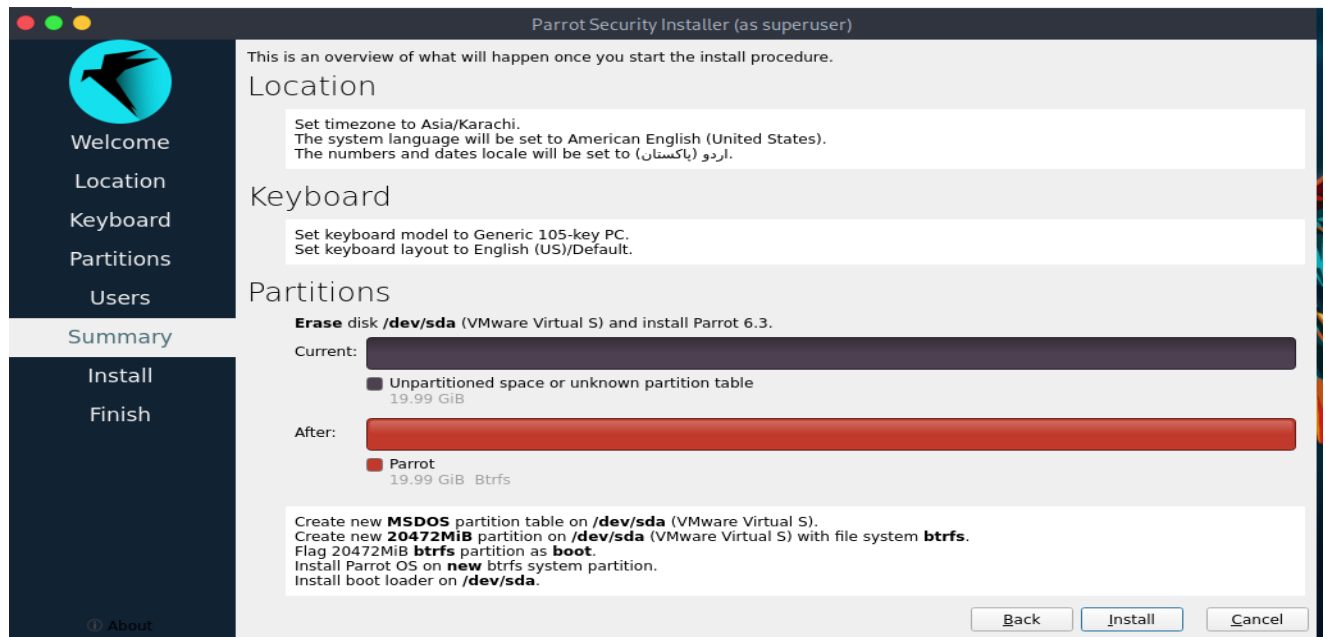 Parrot Security Installer (as superuser)
Welcome
Location
Keyboard
Partitions
Users
Summary
Install
Finish
About
This is an overview of what will happen once you start the install procedure.
Location
Set timezone to Asia/Karachi.
The system language will be set to American English (United States).
The numbers and dates locale will be set to اردو (پاکستان).
Keyboard
Set keyboard model to Generic 105-key PC.
Set keyboard layout to English (US)/Default.
Partitions
Erase disk /dev/sda (VMware Virtual S) and install Parrot 6.3.
Current:
Unpartitioned space or unknown partition table
19.99 GiB
After:
Parrot
19.99 GiB Btrfs
Create new MSDOS partition table on /dev/sda (VMware Virtual S).
Create new 20472MiB partition on /dev/sda (VMware Virtual S) with file system btrfs.
Flag 20472MiB btrfs partition as boot.
Install Parrot OS on new btrfs system partition.
Install boot loader on /dev/sda.
Back Install Cancel